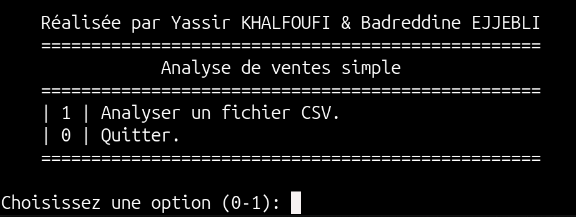 Réalisée par Yassir KHALFOUFI & Badreddine EJJEBLI
==================================================
Analyse de ventes simple
==================================================
| 1 | Analyser un fichier CSV.
| 0 | Quitter.
==================================================
Choisissez une option (0-1):